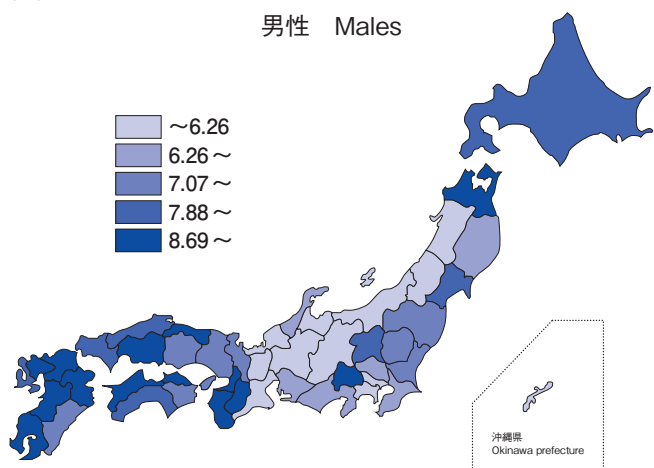 男性 Males
～6.26
6.26～
7.07～
7.88～
8.69～
沖縄県
Okinawa prefecture